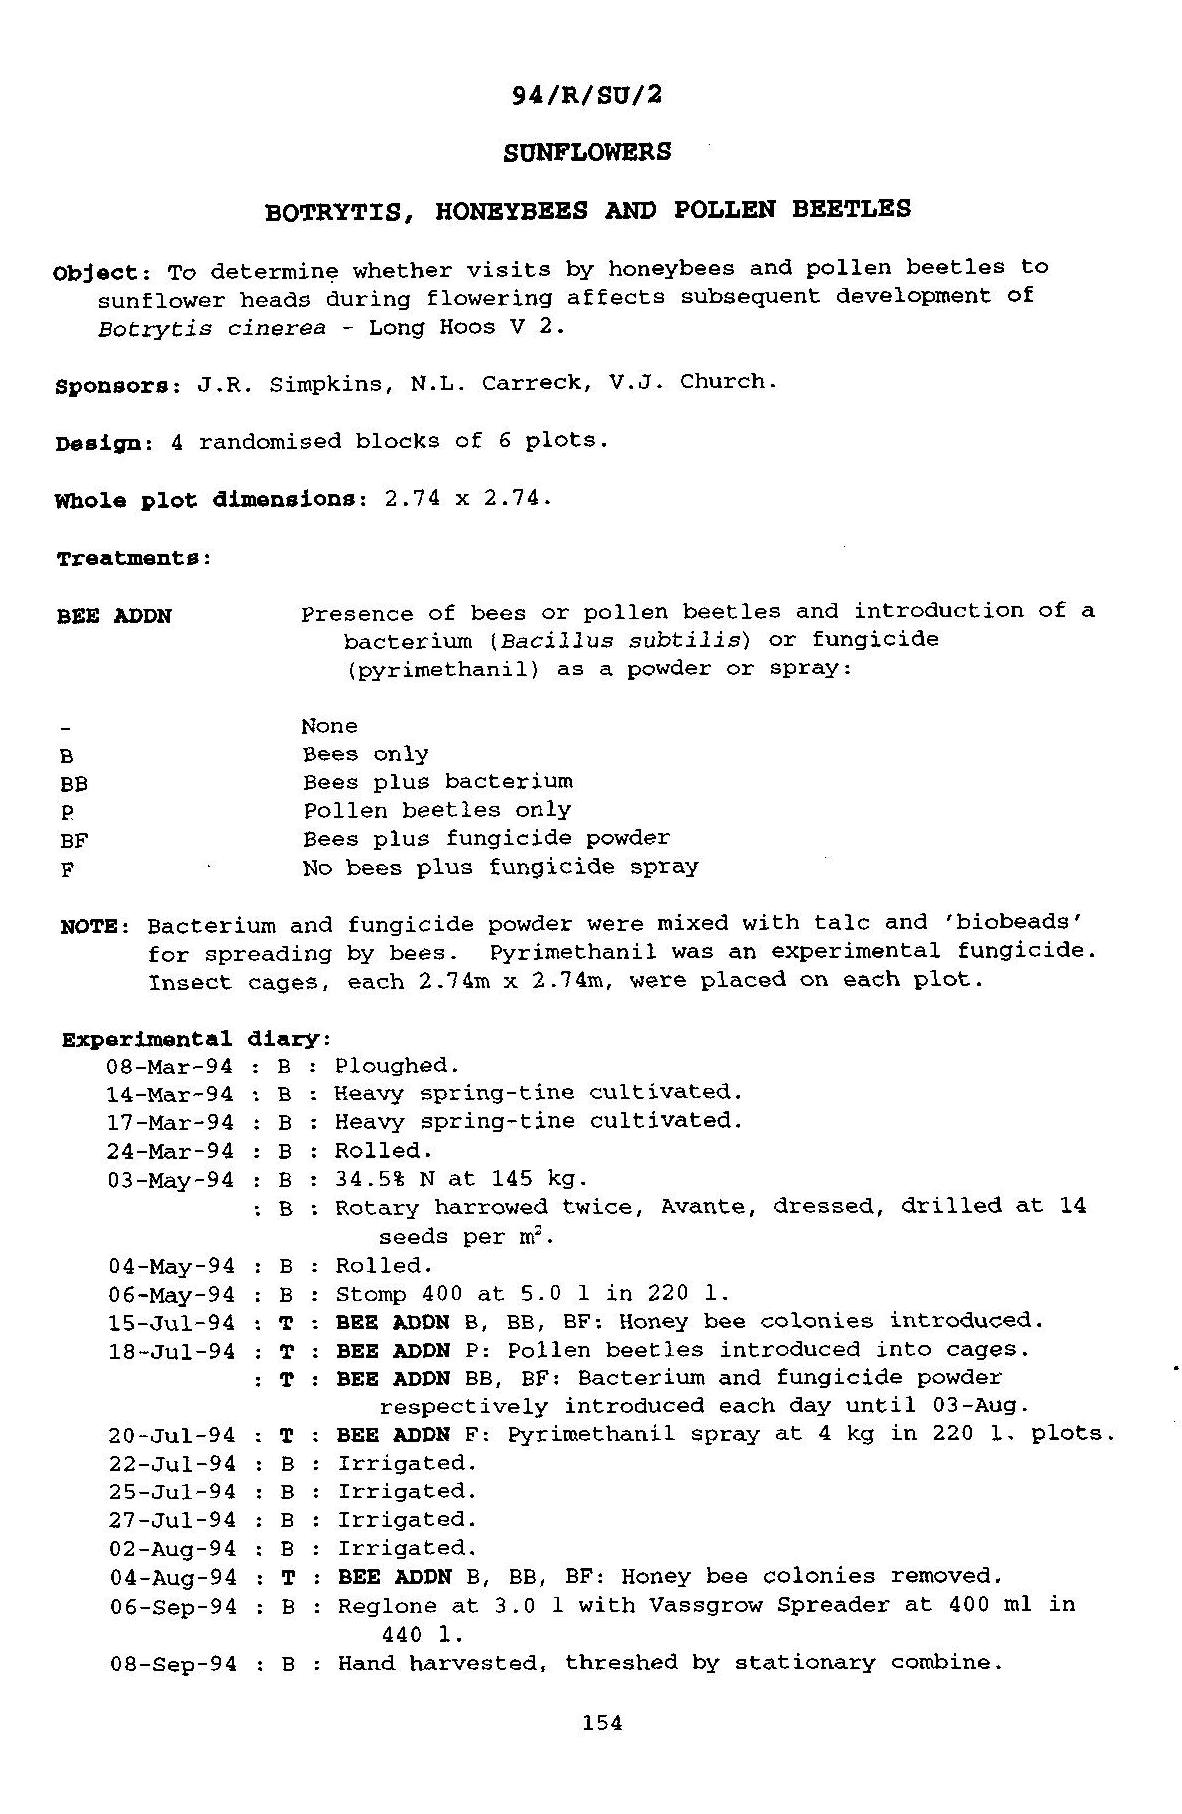 94/R/SU/2
SUNFLOWERS
BOTRYTIS, HONEYBEES AND POLLEN BEETLES
Object: To determine whether visits by honeybees and pollen beetles to
sunflower heads during flowering affects subsequent development of
Botrytis cinerea - Long Hoos V 2.
Sponsors: J.R. Simpkins, N.L. Carreck, V.J. Church.
Design: 4 randomised blocks of 6 plots.
Whole plot dimensions: 2.74 x 2.74.
Treatments:
BEE ADDN Presence of bees or pollen beetles and introduction of a
bacterium (Bacillus subtilis) or fungicide
(pyrimethanil) as a powder or spray:
- None
B Bees only
BB Bees plus bacterium
P Pollen beetles only
BF Bees plus fungicide powder
F No bees plus fungicide spray
NOTE: Bacterium and fungicide powder were mixed with talc and 'biobeads'
for spreading by bees. Pyrimethanil was an experimental fungicide.
Insect cages, each 2.74m x 2.74m, were placed on each plot.
Experimental diary:
08-Mar-94 : B : Ploughed.
14-Mar-94 : B : Heavy spring-tine cultivated.
17-Mar-94 : B : Heavy spring-tine cultivated.
24-Mar-94 : B : Rolled.
03-May-94 : B : 34.5% N at 145 kg.
: B : Rotary harrowed twice, Avante, dressed, drilled at 14
seeds per m².
04-May-94 : B : Rolled.
06-May-94 : B : Stomp 400 at 5.0 l in 220 l.
15-Jul-94 : T : BEE ADDN B, BB, BF: Honey bee colonies introduced.
18-Jul-94 : T : BEE ADDN P: Pollen beetles introduced into cages.
: T : BEE ADDN BB, BF: Bacterium and fungicide powder
respectively introduced each day until 03-Aug.
20-Jul-94 : T : BEE ADDN F: Pyrimethanil spray at 4 kg in 220 l. plots.
22-Jul-94 : B : Irrigated.
25-Jul-94 : B : Irrigated.
27-Jul-94 : B : Irrigated.
02-Aug-94 : B : Irrigated.
04-Aug-94 : T : BEE ADDN B, BB, BF: Honey bee colonies removed.
06-Sep-94 : B : Reglone at 3.0 l with Vassgrow Spreader at 400 ml in
440 l.
08-Sep-94 : B : Hand harvested, threshed by stationary combine.
154